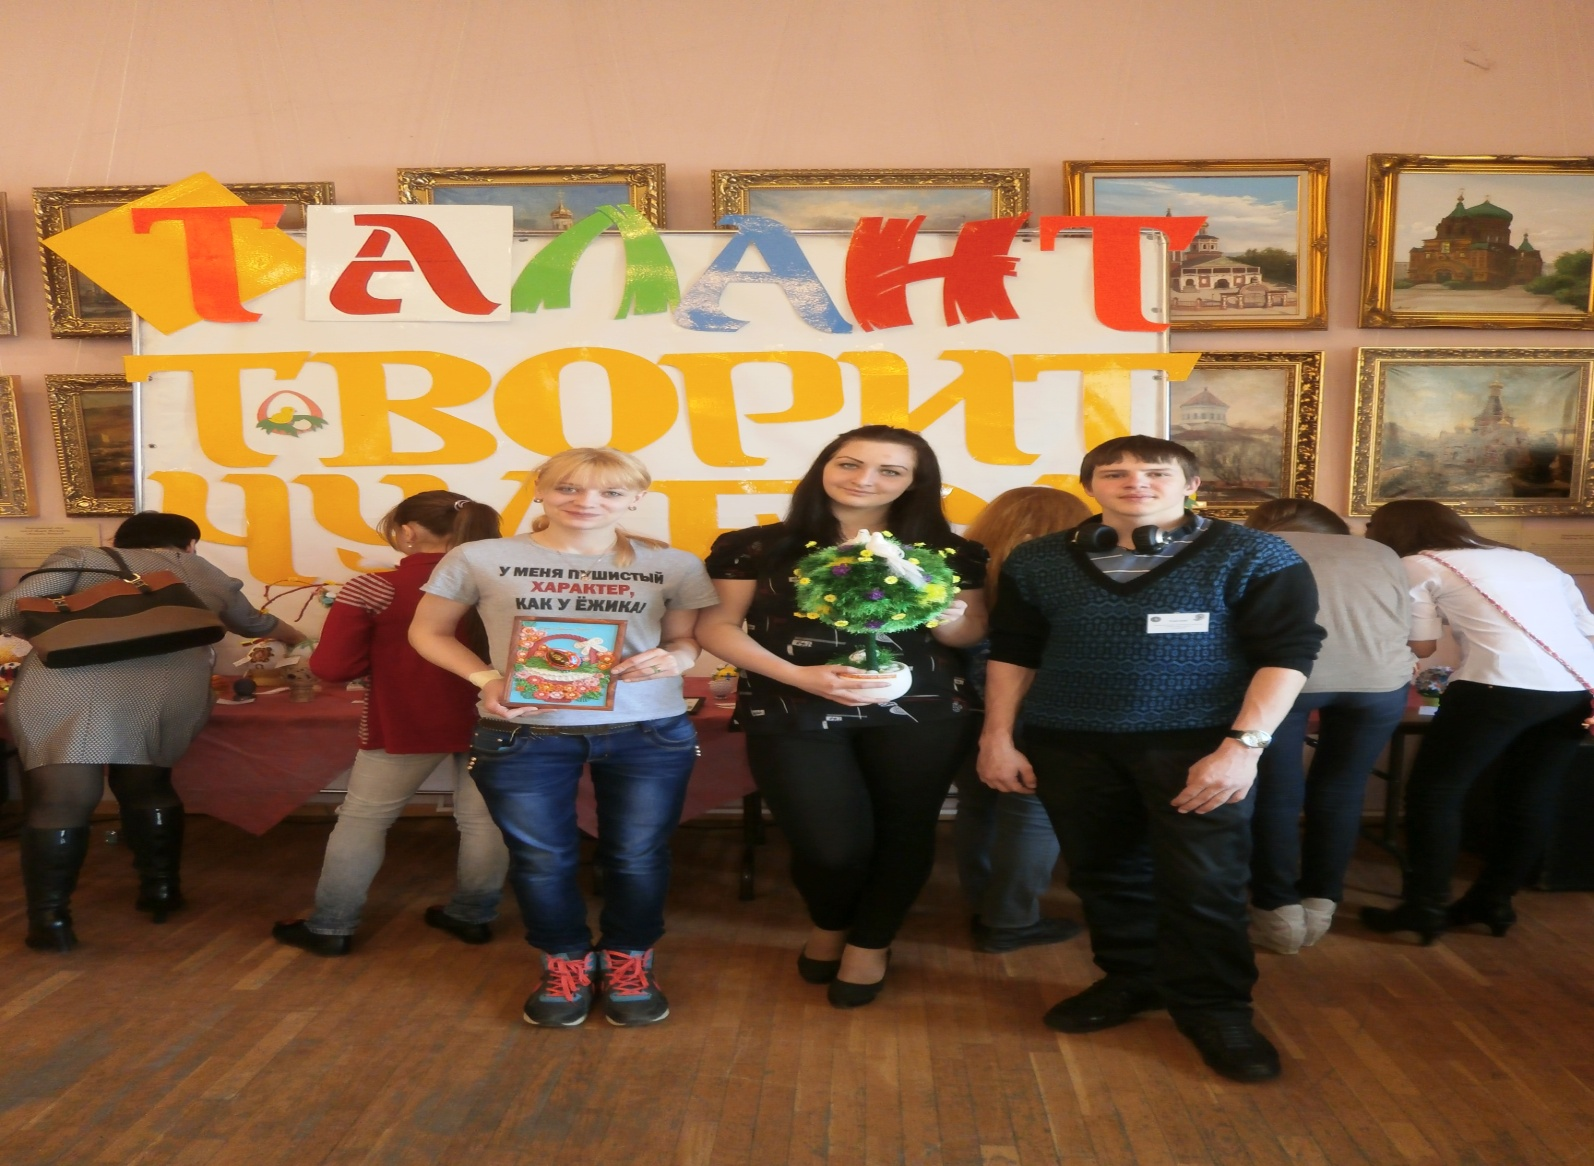 ТАЛАНТ
ТВОРИТ
У МЕНЯ ПУШИСТЫЙ
ХАРАКТЕР,
КАК У ЁЖИКА!